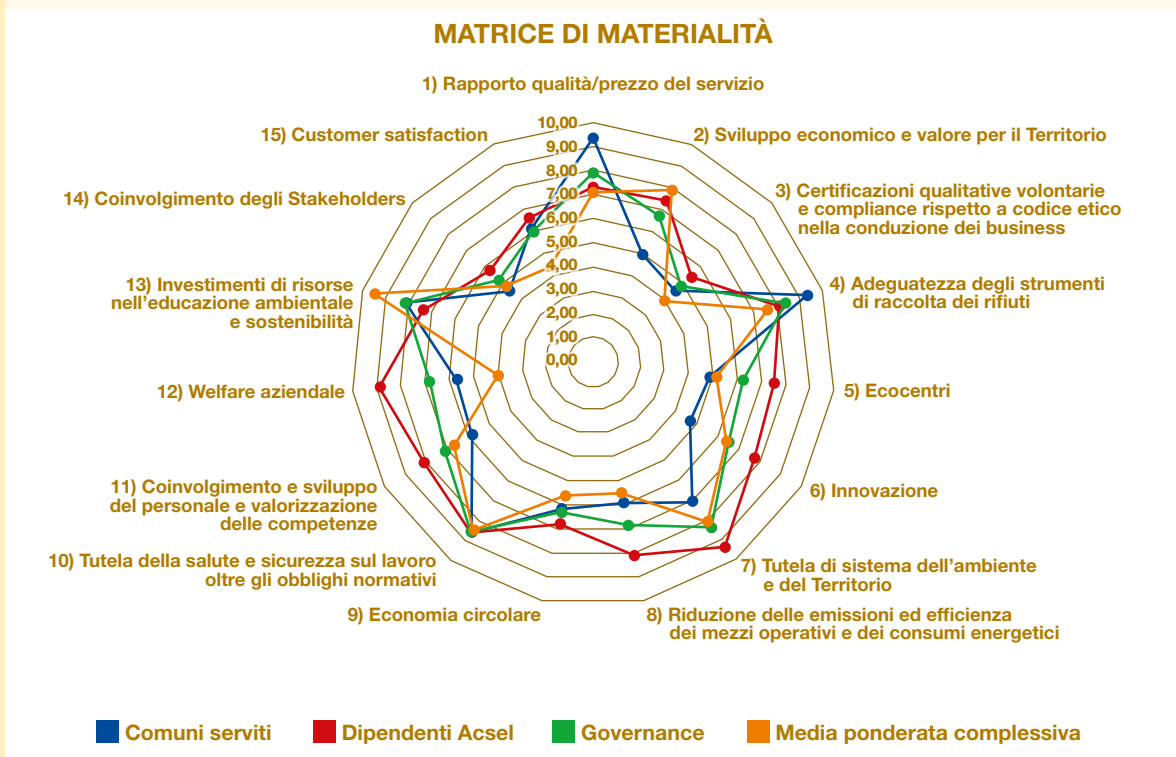 MATRICE DI MATERIALITÀ
1) Rapporto qualità/prezzo del servizio
2) Sviluppo economico e valore per il Territorio
3) Certificazioni qualitative volontarie
e compliance rispetto a codice etico
nella conduzione dei business
4) Adeguatezza degli strumenti
di raccolta dei rifiuti
5) Ecocentri
6) Innovazione
7) Tutela di sistema dell'ambiente
e del Territorio
8) Riduzione delle emissioni ed efficienza
dei mezzi operativi e dei consumi energetici
9) Economia circolare
10) Tutela della salute e sicurezza sul lavoro
oltre gli obblighi normativi
11) Coinvolgimento e sviluppo
del personale e valorizzazione
delle competenze
12) Welfare aziendale
13) Investimenti di risorse
nell'educazione ambientale
e sostenibilità
14) Coinvolgimento degli Stakeholders
15) Customer satisfaction
10,00
9,00
8,00
7,00
6,00
5,00
4,00
3,00
2,00
1,00
0,00
Comuni serviti
Dipendenti Acsel
Governance
Media ponderata complessiva